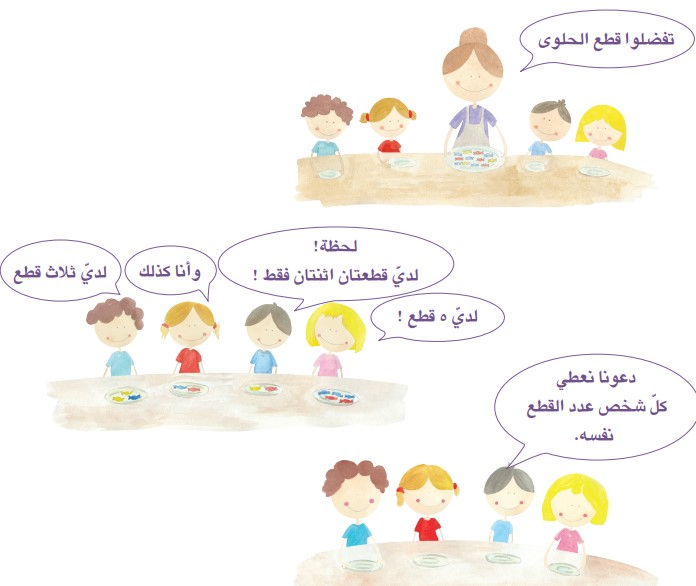 تفضلوا قطع الحلوى
لديّ ثلاث قطع
وأنا كذلك
لحظة!
لديّ قطعتان اثنتان فقط !
لديّ ٥ قطع !
دعونا نعطي
كلّ شخص عدد القطع
نفسه.